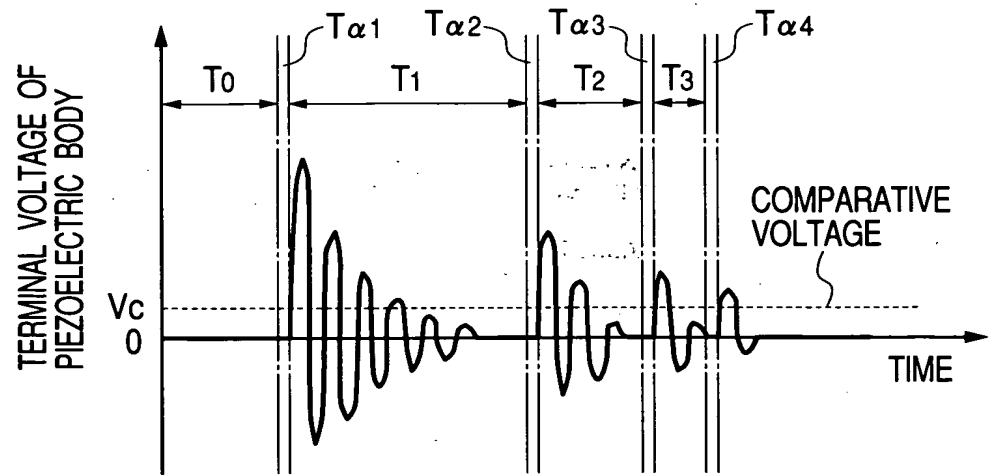 Tα1
Tα2
Tα3
Tα4
T0
T1
T2
T3
TERMINAL VOLTAGE OF
PIEZOELECTRIC BODY
COMPARATIVE
VOLTAGE
Vc
0
TIME